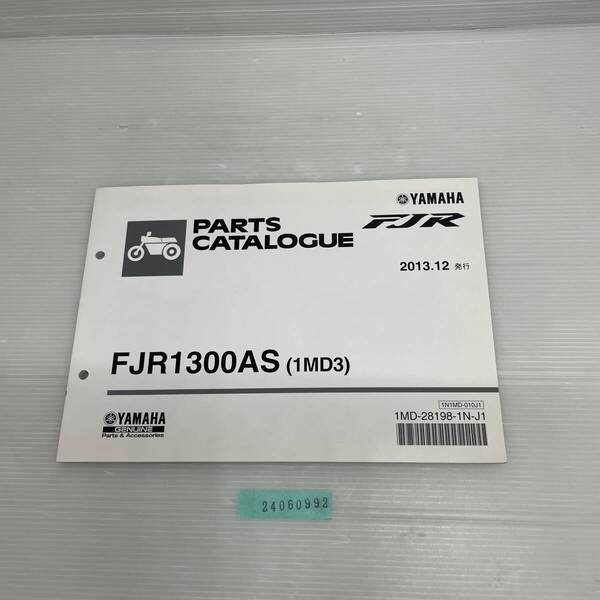 YAMAHA
PARTS
CATALOGUE
FJR
2013.12 発行
FJR1300AS (1MD3)
1N1MD-010J1
1MD-28198-1N-J1
YAMAHA
GENUINE
Parts & Accessories
24060992